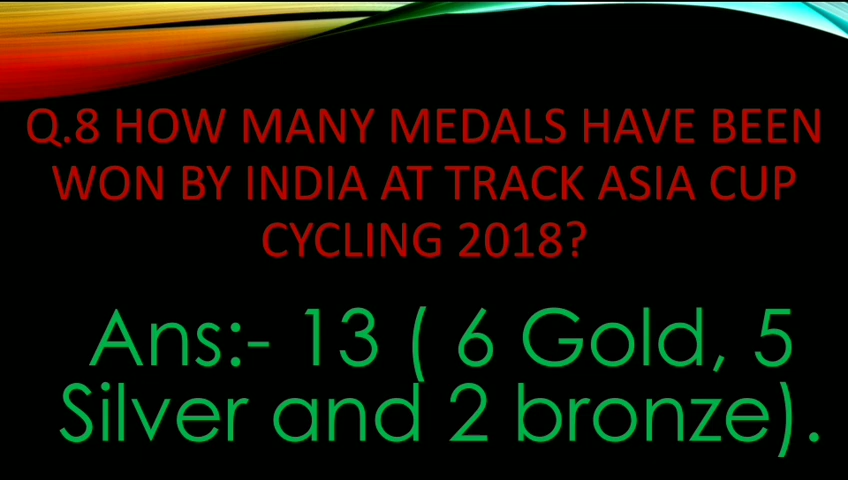 Q.8 HOW MANY MEDALS HAVE BEEN
WON BY INDIA AT TRACK ASIA CUP
CYCLING 2018?
Ans:- 13 ( 6 Gold, 5
Silver and 2 bronze).